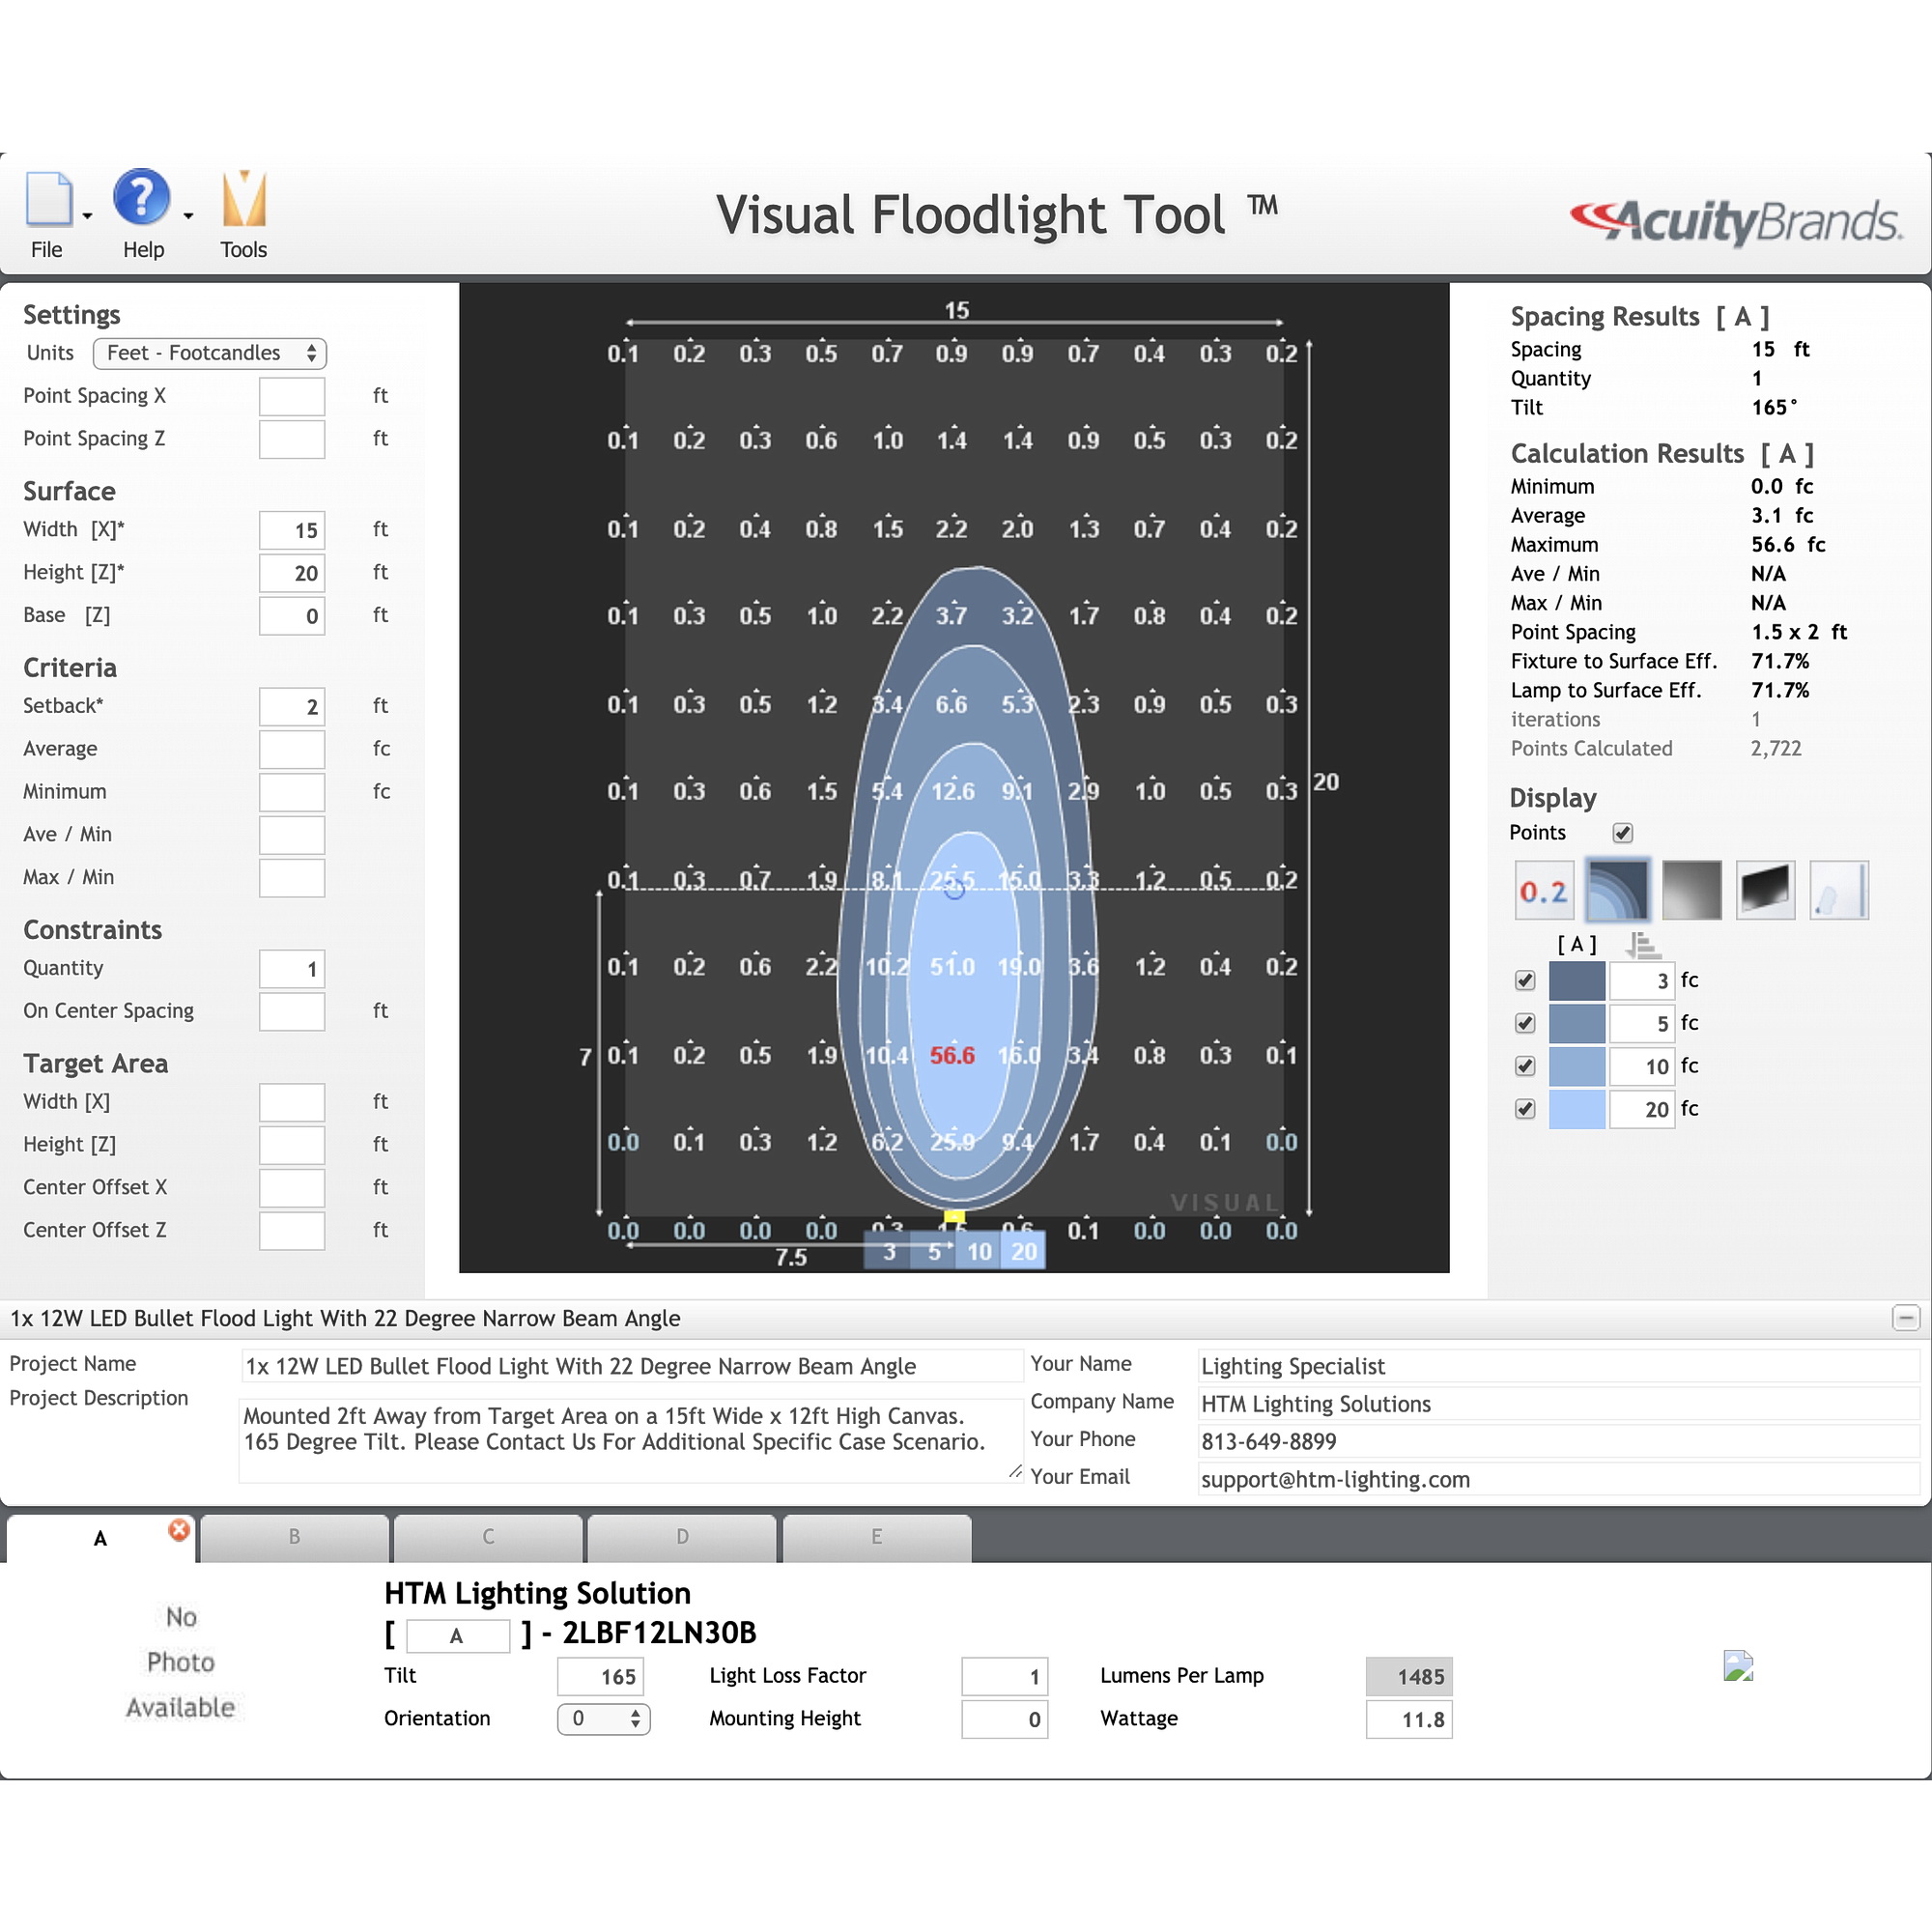 Visual Floodlight Tool ™
AcuityBrands.
File
Help
Tools
Settings
Units Feet - Footcandles
Point Spacing X ft
Point Spacing Z ft
Surface
Width [X]* 15 ft
Height [Z]* 20 ft
Base [Z] 0 ft
Criteria
Setback* 2 ft
Average fc
Minimum fc
Ave / Min
Max / Min
Constraints
Quantity 1
On Center Spacing ft
Target Area
Width [X] ft
Height [Z] ft
Center Offset X ft
Center Offset Z ft
15
0.1 0.2 0.3 0.5 0.7 0.9 0.9 0.7 0.4 0.3 0.2
0.1 0.2 0.3 0.6 1.0 1.4 1.4 0.9 0.5 0.3 0.2
0.1 0.2 0.4 0.8 1.5 2.2 2.0 1.3 0.7 0.4 0.2
0.1 0.3 0.5 1.0 2.2 3.7 3.2 1.7 0.8 0.4 0.2
0.1 0.3 0.5 1.2 3.4 6.6 5.3 2.3 0.9 0.5 0.3
0.1 0.3 0.6 1.5 5.4 12.6 9.1 2.9 1.0 0.5 0.3
20
0.1 0.3 0.7 1.9 8.1 25.5 15.0 3.3 1.2 0.5 0.2
0.1 0.2 0.6 2.2 10.2 51.0 19.0 3.6 1.2 0.4 0.2
7
0.1 0.2 0.5 1.9 10.4 56.6 16.0 3.4 0.8 0.3 0.1
0.0 0.1 0.3 1.2 6.2 25.9 9.4 1.7 0.4 0.1 0.0
VISUAL
0.0 0.0 0.0 0.0 0.3 1.5 0.6 0.1 0.0 0.0 0.0
7.5
3 5 10 20
Spacing Results [ A ]
Spacing 15 ft
Quantity 1
Tilt 165°
Calculation Results [ A ]
Minimum 0.0 fc
Average 3.1 fc
Maximum 56.6 fc
Ave / Min N/A
Max / Min N/A
Point Spacing 1.5 x 2 ft
Fixture to Surface Eff. 71.7%
Lamp to Surface Eff. 71.7%
iterations 1
Points Calculated 2,722
Display
Points
0.2
[ A ]
3 fc
5 fc
10 fc
20 fc
1x 12W LED Bullet Flood Light With 22 Degree Narrow Beam Angle
Project Name 1x 12W LED Bullet Flood Light With 22 Degree Narrow Beam Angle
Project Description Mounted 2ft Away from Target Area on a 15ft Wide x 12ft High Canvas.
165 Degree Tilt. Please Contact Us For Additional Specific Case Scenario.
Your Name Lighting Specialist
Company Name HTM Lighting Solutions
Your Phone 813-649-8899
Your Email support@htm-lighting.com
A B C D E
No
Photo
Available
HTM Lighting Solution
[ A ] - 2LBF12LN30B
Tilt 165 Light Loss Factor 1 Lumens Per Lamp 1485
Orientation 0 Mounting Height 0 Wattage 11.8